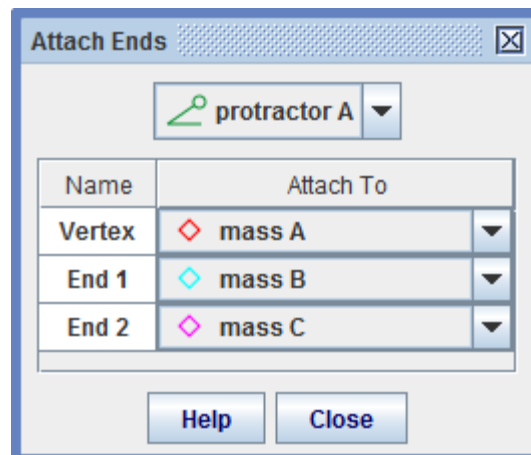 Attach Ends
protractor A
Name Attach To
Vertex mass A
End 1 mass B
End 2 mass C
Help Close